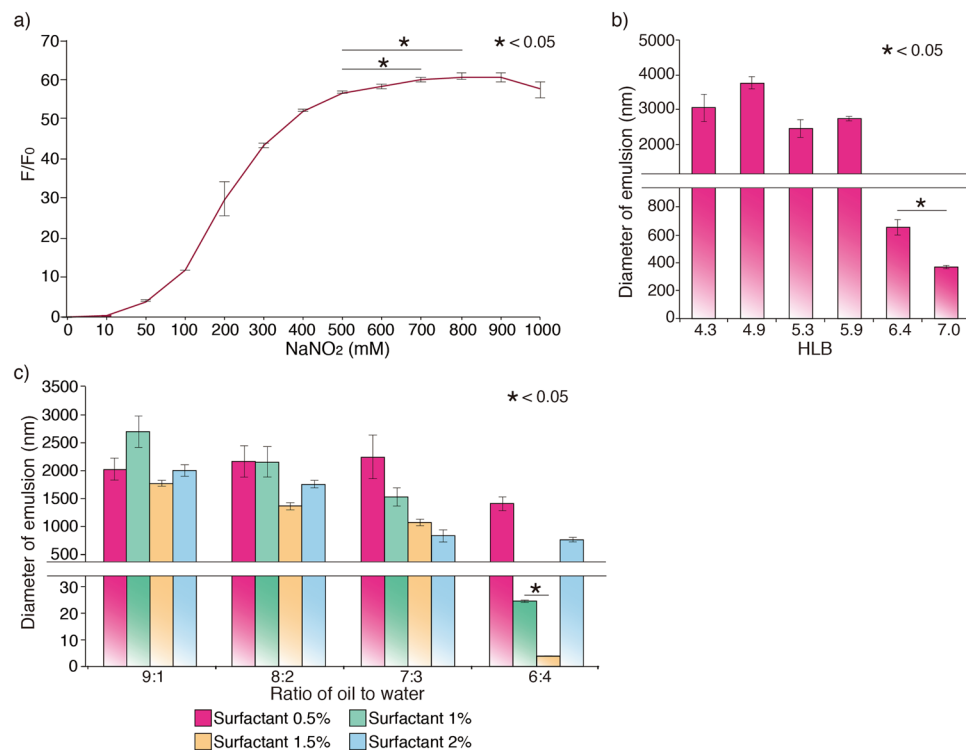 a)
70
60
50
40
30
20
10
0
F/F0
* < 0.05
*
*
0 10 50 100 200 300 400 500 600 700 800 900 1000
NaNO2 (mM)
b)
5000
4000
3000
2000
800
600
400
200
0
Diameter of emulsion (nm)
* < 0.05
*
4.3 4.9 5.3 5.9 6.4 7.0
HLB
c)
3500
3000
2500
2000
1500
1000
500
30
20
10
0
Diameter of emulsion (nm)
* < 0.05
*
9:1 8:2 7:3 6:4
Ratio of oil to water
Surfactant 0.5% Surfactant 1%
Surfactant 1.5% Surfactant 2%